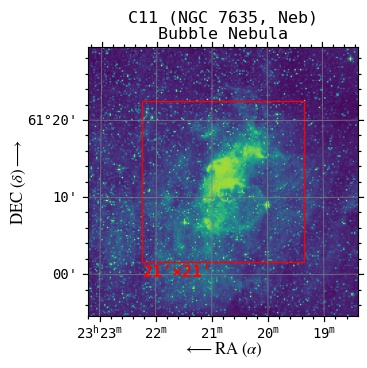 C11 (NGC 7635, Neb)
Bubble Nebula
61°20'
10'
00'
DEC (δ) ⟶
21'×21'
23ʰ23ᵐ 22ᵐ 21ᵐ 20ᵐ 19ᵐ
⟵ RA (α)